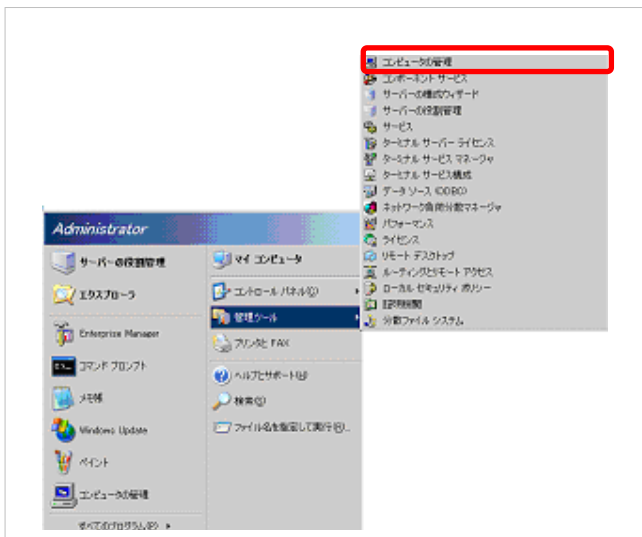 コンピュータの管理
コンポーネント サービス
サーバーの構成ウィザード
サーバーの役割管理
サービス
ターミナル サーバー ライセンス
ターミナル サービス マネージャ
ターミナル サービス構成
データ ソース (ODBC)
ネットワーク負荷分散マネージャ
パフォーマンス
ライセンス
リモート デスクトップ
ルーティングとリモート アクセス
ローカル セキュリティ ポリシー
証明機関
分散ファイル システム
Administrator
サーバーの役割管理
エクスプローラ
Enterprise Manager
コマンド プロンプト
メモ帳
Windows Update
ペイント
コンピュータの管理
すべてのプログラム(P)
マイ コンピュータ
コントロール パネル(C)
管理ツール
プリンタと FAX
ヘルプとサポート(H)
検索(S)
ファイル名を指定して実行(R)...